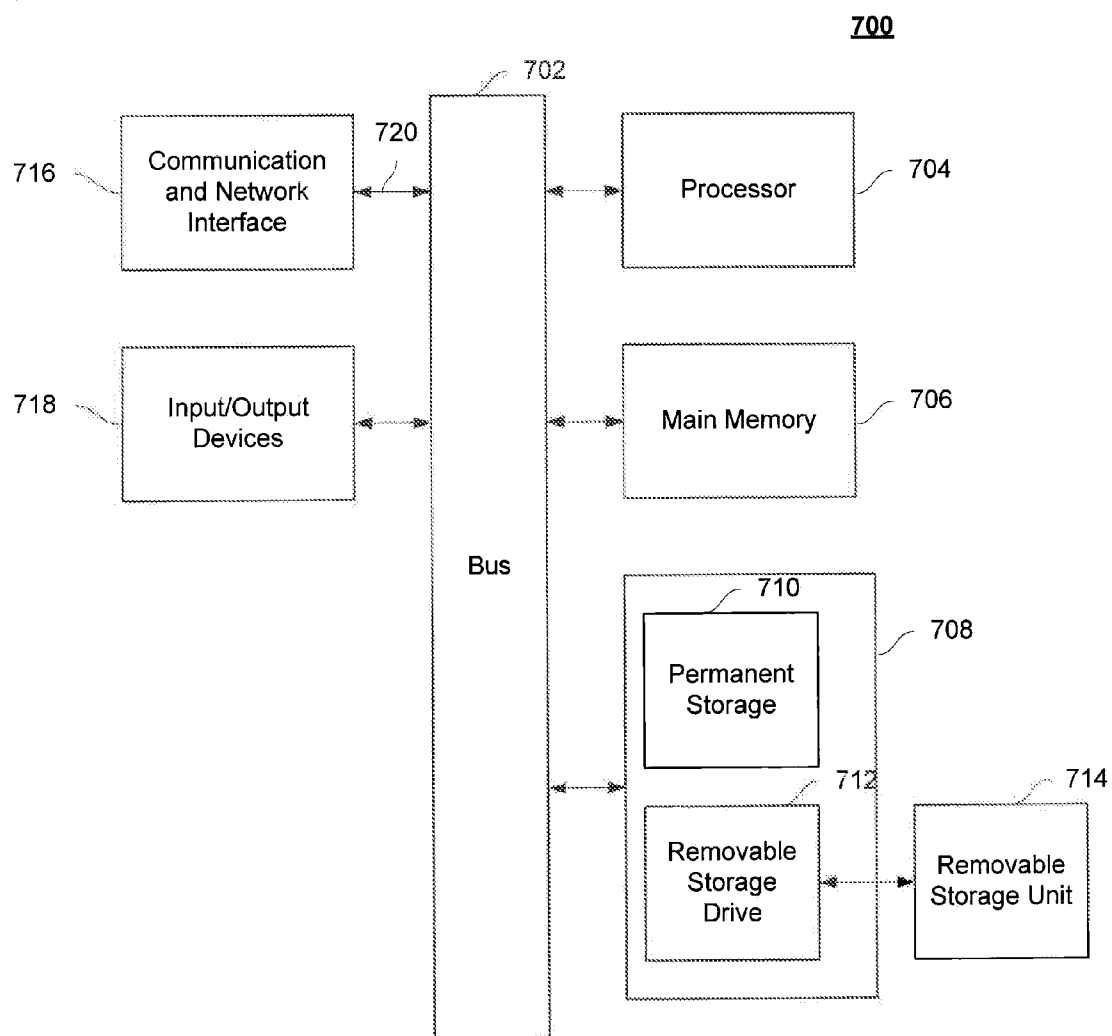 700
702
720
716
Communication
and Network
Interface
Processor
704
718
Input/Output
Devices
Main Memory
706
Bus
710
708
Permanent
Storage
712
714
Removable
Storage
Drive
Removable
Storage Unit